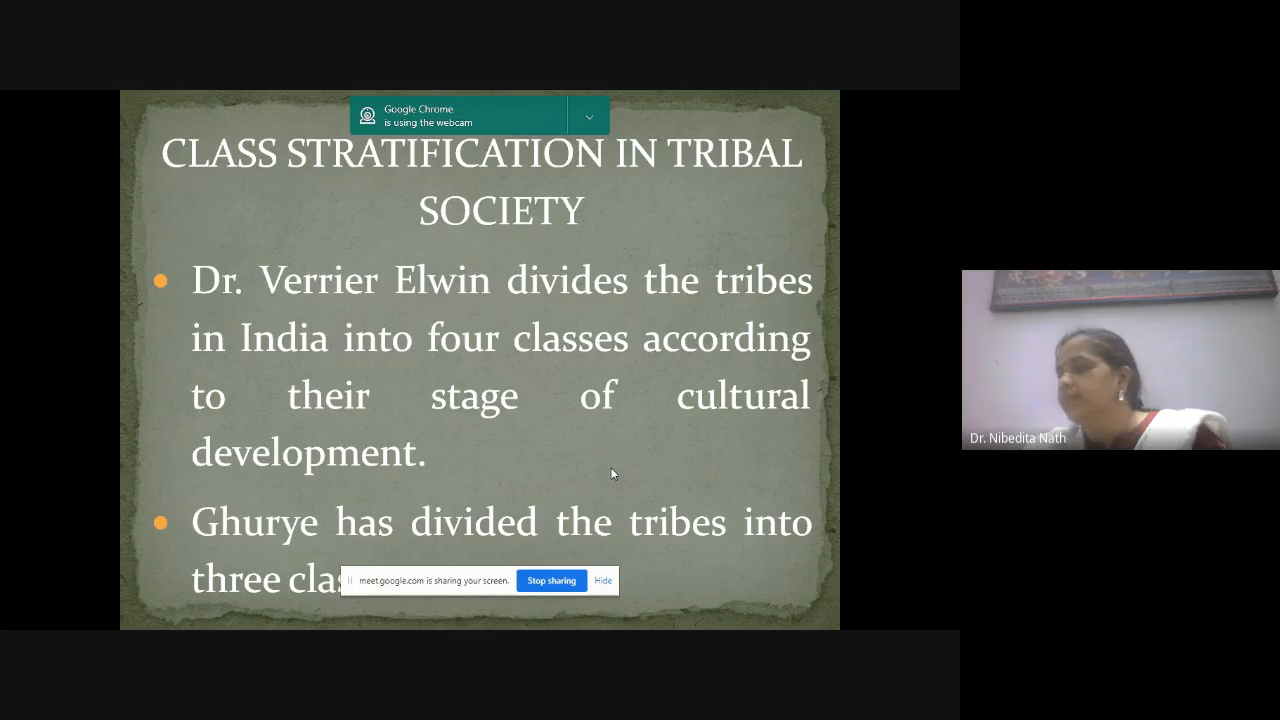 Google Chrome
is using the webcam
CLASS STRATIFICATION IN TRIBAL
SOCIETY
Dr. Verrier Elwin divides the tribes
in India into four classes according
to their stage of cultural
development.
Ghurye has divided the tribes into
three
meet.google.com is sharing your screen.
Stop sharing
Hide
Dr. Nibedita Nath